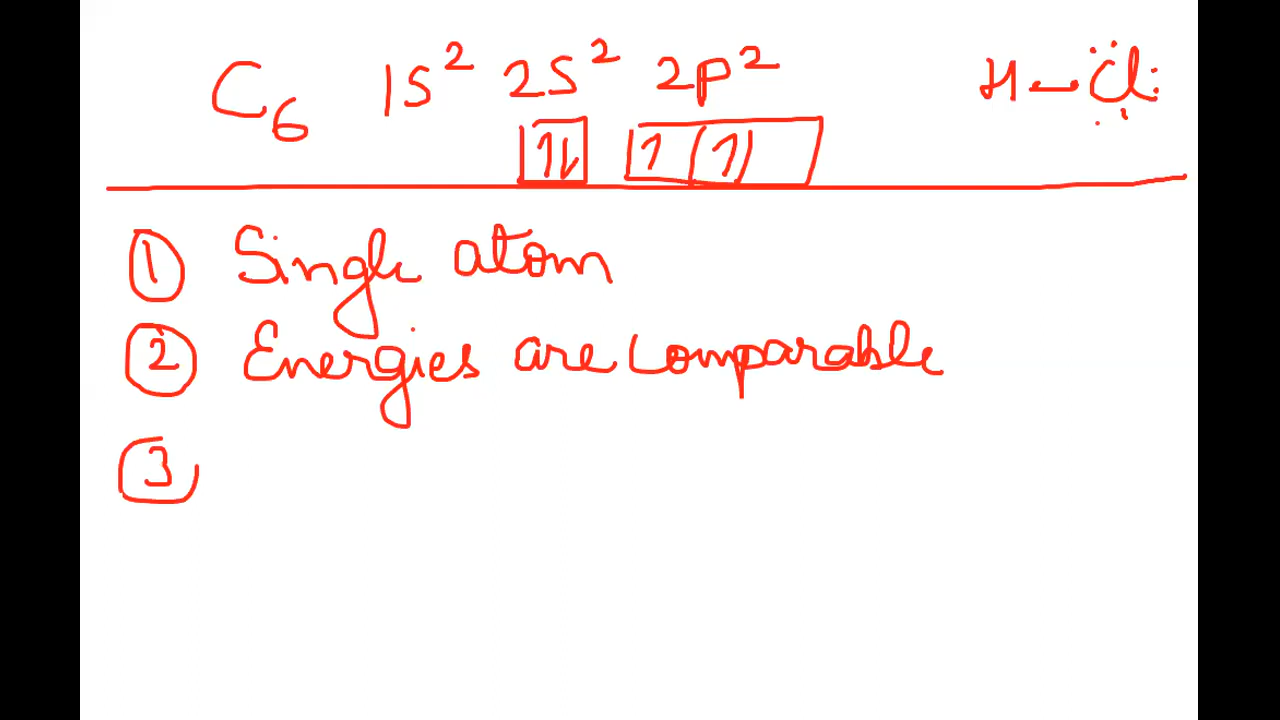 C₆ 1S² 2S² 2P² H-Cl
1 Single atom
2 Energies are comparable
3